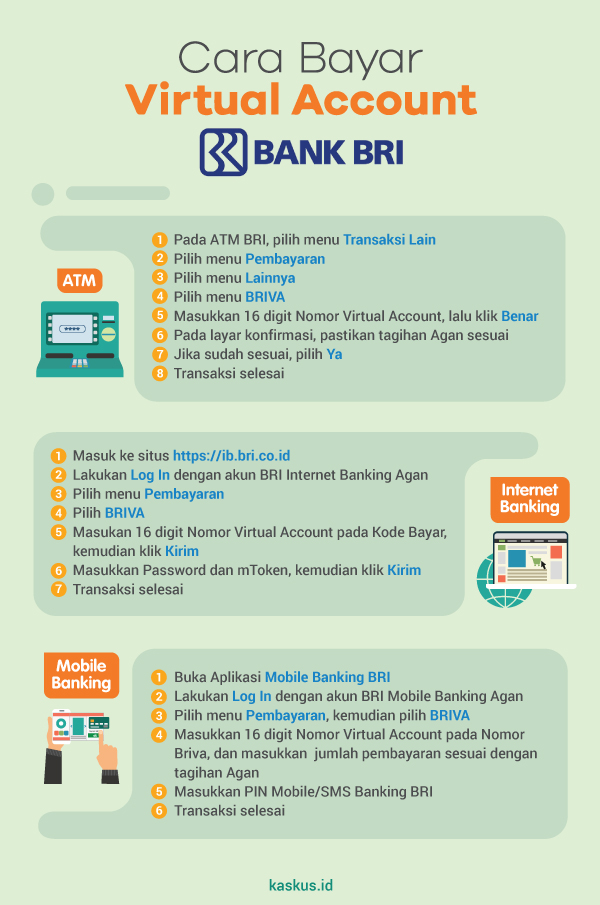 Cara Bayar
Virtual Account
BANK BRI
ATM
1 Pada ATM BRI, pilih menu Transaksi Lain
2 Pilih menu Pembayaran
3 Pilih menu Lainnya
4 Pilih menu BRIVA
5 Masukkan 16 digit Nomor Virtual Account, lalu klik Benar
6 Pada layar konfirmasi, pastikan tagihan Agan sesuai
7 Jika sudah sesuai, pilih Ya
8 Transaksi selesai
Internet
Banking
1 Masuk ke situs https://ib.bri.co.id
2 Lakukan Log In dengan akun BRI Internet Banking Agan
3 Pilih menu Pembayaran
4 Pilih BRIVA
5 Masukan 16 digit Nomor Virtual Account pada Kode Bayar,
kemudian klik Kirim
6 Masukkan Password dan mToken, kemudian klik Kirim
7 Transaksi selesai
Mobile
Banking
1 Buka Aplikasi Mobile Banking BRI
2 Lakukan Log In dengan akun BRI Mobile Banking Agan
3 Pilih menu Pembayaran, kemudian pilih BRIVA
4 Masukkan 16 digit Nomor Virtual Account pada Nomor
Briva, dan masukkan jumlah pembayaran sesuai dengan
tagihan Agan
5 Masukkan PIN Mobile/SMS Banking BRI
6 Transaksi selesai
kaskus.id